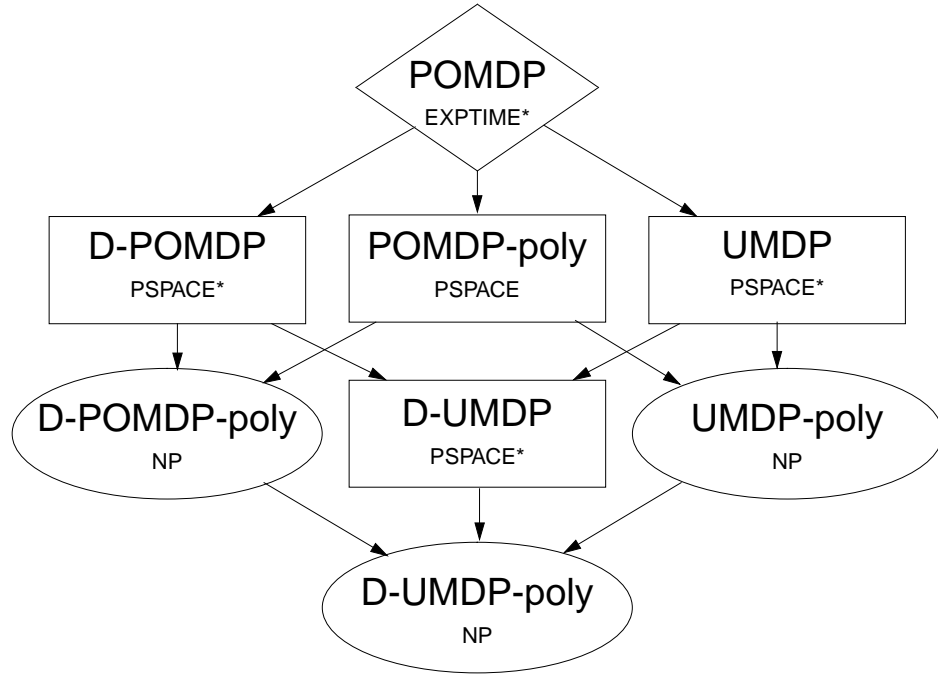 POMDP
EXPTIME*
D-POMDP
PSPACE*
POMDP-poly
PSPACE
UMDP
PSPACE*
D-POMDP-poly
NP
D-UMDP
PSPACE*
UMDP-poly
NP
D-UMDP-poly
NP